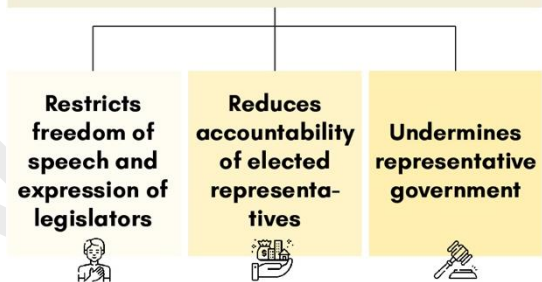 Restricts
freedom of
speech and
expression of
legislators
Reduces
accountability
of elected
representa-
tives
Undermines
representative
government